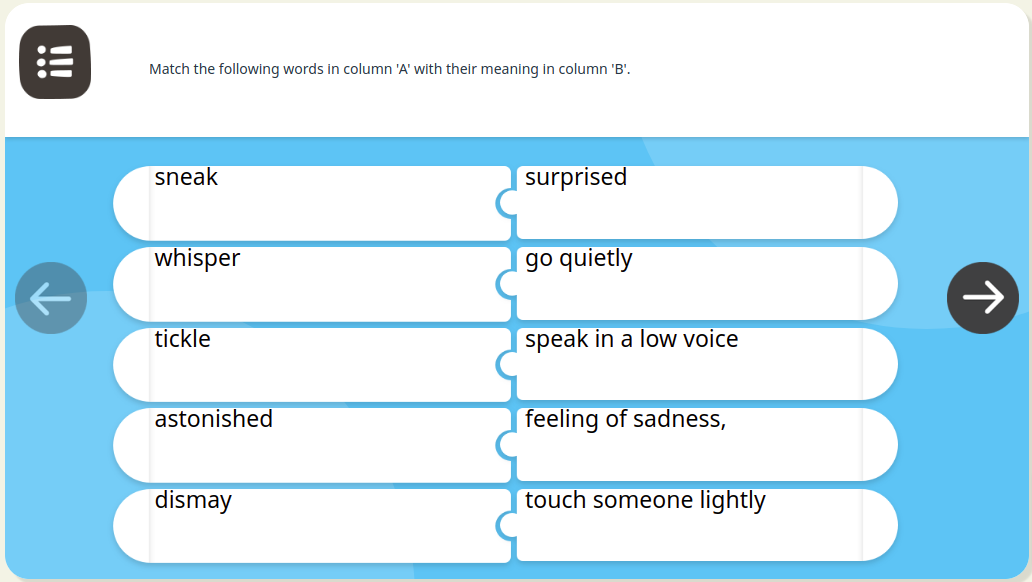 Match the following words in column 'A' with their meaning in column 'B'.
sneak
surprised
whisper
go quietly
tickle
speak in a low voice
astonished
feeling of sadness,
dismay
touch someone lightly